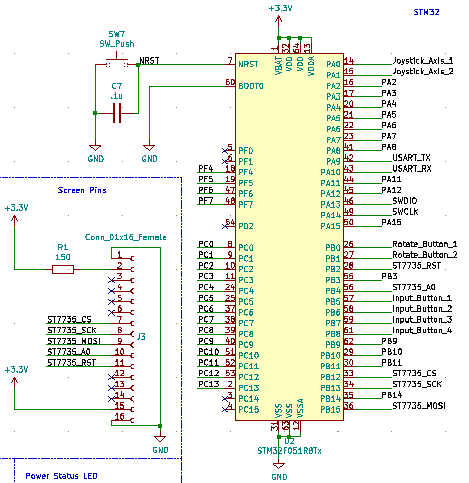 STM32
+3.3V
SW7
SW_Push
NRST
C7
.1u
GND
GND
1 32 64 13
VBAT VDD VDD VDDA
7 NRST
60 BOOT0
5 PF0
6 PF1
PF4 18 PF4
PF5 19 PF5
PF6 47 PF6
PF7 48 PF7
54 PD2
PC0 8 PC0
PC1 9 PC1
PC2 10 PC2
PC3 11 PC3
PC4 24 PC4
PC5 25 PC5
PC6 37 PC6
PC7 38 PC7
PC8 39 PC8
PC9 40 PC9
PC10 51 PC10
PC11 52 PC11
PC12 53 PC12
PC13 2 PC13
3 PC14
4 PC15
PA0 14 Joystick_Axis_1
PA1 15 Joystick_Axis_2
PA2 16 PA2
PA3 17 PA3
PA4 20 PA4
PA5 21 PA5
PA6 22 PA6
PA7 23 PA7
PA8 41 PA8
PA9 42 USART_TX
PA10 43 USART_RX
PA11 44 PA11
PA12 45 PA12
PA13 46 SWDIO
PA14 49 SWCLK
PA15 50 PA15
PB0 26 Rotate_Button_1
PB1 27 Rotate_Button_2
PB2 28 ST7735_RST
PB3 55 PB3
PB4 56 ST7735_A0
PB5 57 Input_Button_1
PB6 58 Input_Button_2
PB7 59 Input_Button_3
PB8 61 Input_Button_4
PB9 62 PB9
PB10 29 PB10
PB11 30 PB11
PB12 33 ST7735_CS
PB13 34 ST7735_SCK
PB14 35 PB14
PB15 36 ST7735_MOSI
VSS VSS VSSA
31 63 12
U2
STM32F051R8Tx
GND
Screen Pins
+3.3V
R1
150
Conn_01x16_Female
1
2
3
4
5
6
ST7735_CS 7
ST7735_SCK 8
ST7735_MOSI 9
ST7735_A0 10
ST7735_RST 11
12
13
14
15
16
J3
+3.3V
GND
Power Status LED